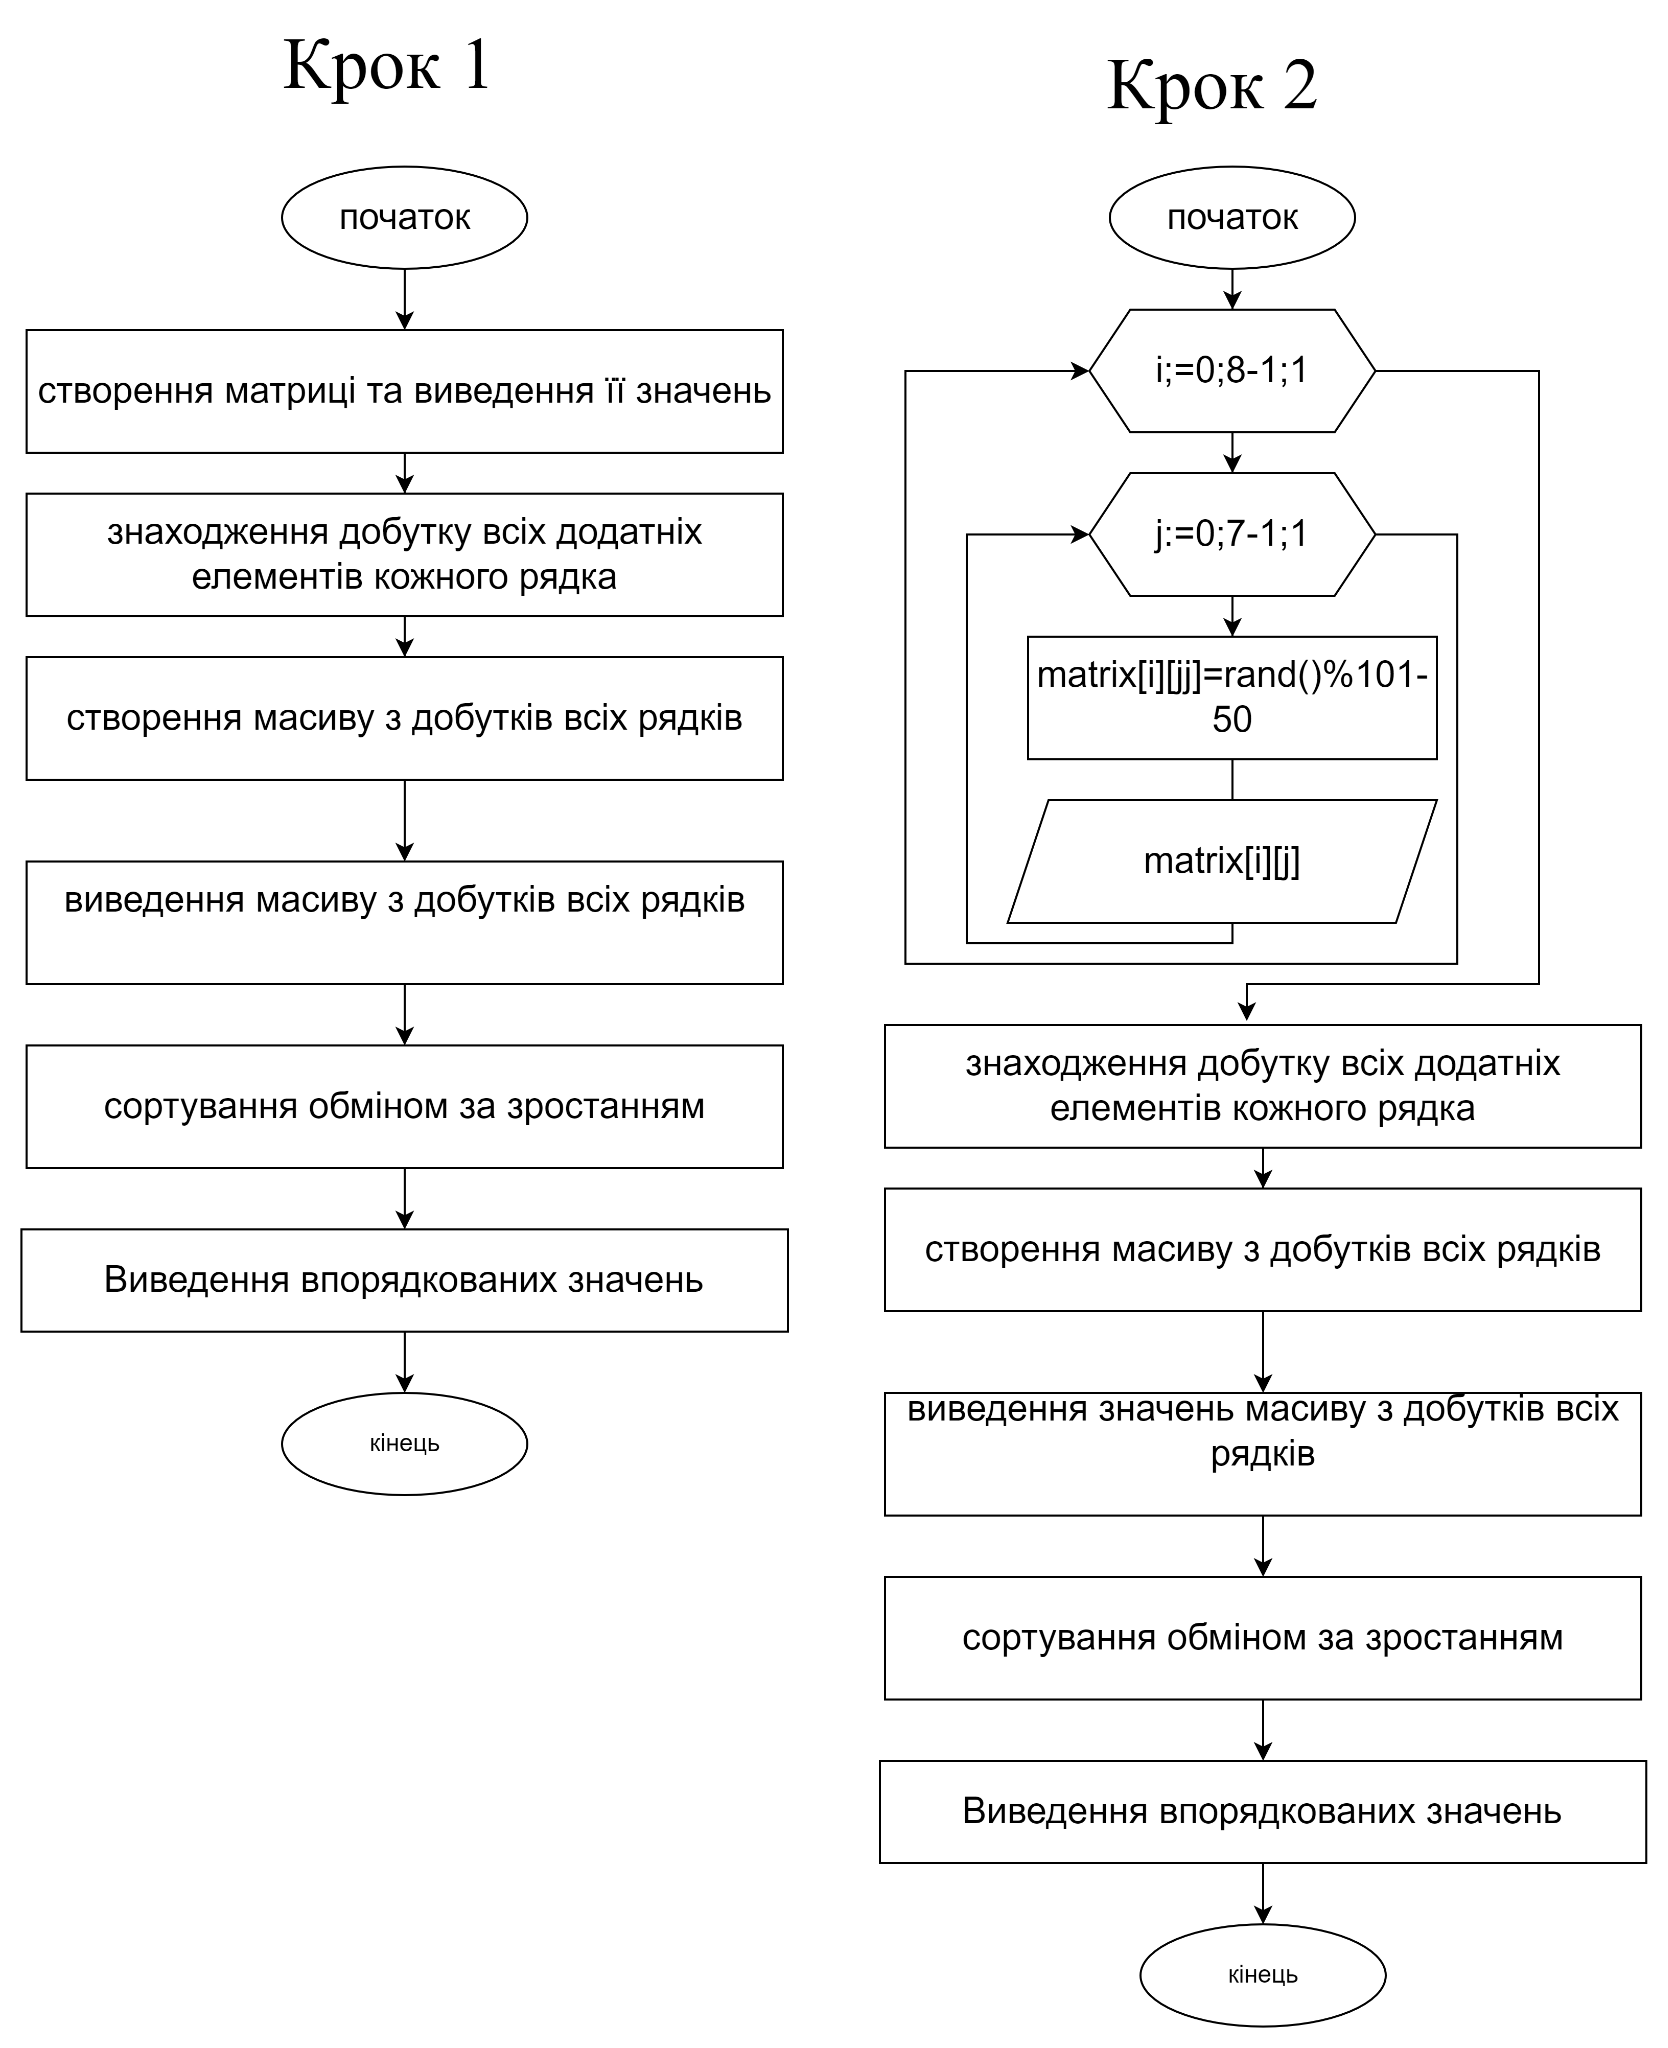 Крок 1
початок
створення матриці та виведення її значень
знаходження добутку всіх додатніх
елементів кожного рядка
створення масиву з добутків всіх рядків
виведення масиву з добутків всіх рядків
сортування обміном за зростанням
Виведення впорядкованих значень
кінець
Крок 2
початок
i;=0;8-1;1
j:=0;7-1;1
matrix[i][jj]=rand()%101-
50
matrix[i][j]
знаходження добутку всіх додатніх
елементів кожного рядка
створення масиву з добутків всіх рядків
виведення значень масиву з добутків всіх
рядків
сортування обміном за зростанням
Виведення впорядкованих значень
кінець